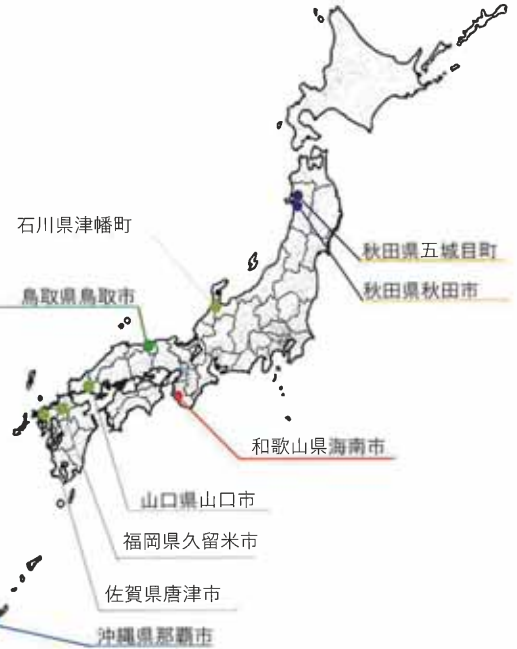 石川県津幡町
秋田県五城目町
秋田県秋田市
鳥取県鳥取市
和歌山県海南市
山口県山口市
福岡県久留米市
佐賀県唐津市
沖縄県那覇市